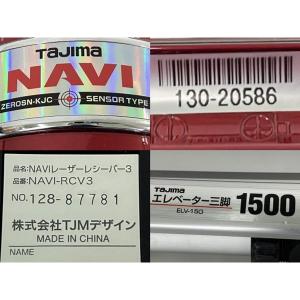 TAJIMA
NAVI
ZEROSN-KJC SENSOR TYPE
130-20586
品名:NAVIレーザーレシーバー3
品番:NAVI-RCV3
NO.128-87781
株式会社TJMデザイン
MADE IN CHINA
NAME
TAJIMA
エレベーター三脚 1500
ELV-150